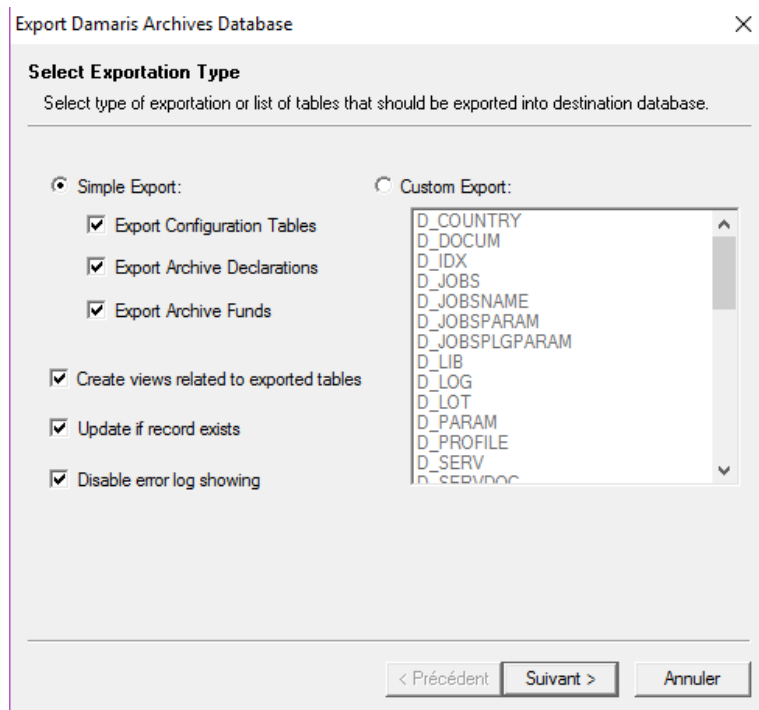 Export Damaris Archives Database
Select Exportation Type
Select type of exportation or list of tables that should be exported into destination database.
Simple Export:
Export Configuration Tables
Export Archive Declarations
Export Archive Funds
Create views related to exported tables
Update if record exists
Disable error log showing
Custom Export:
D_COUNTRY
D_DOCUM
D_IDX
D_JOBS
D_JOBSNAME
D_JOBSPARAM
D_JOBSPLGPARAM
D_LIB
D_LOG
D_LOT
D_PARAM
D_PROFILE
D_SERV
D_SERVDOC
< Précédent
Suivant >
Annuler